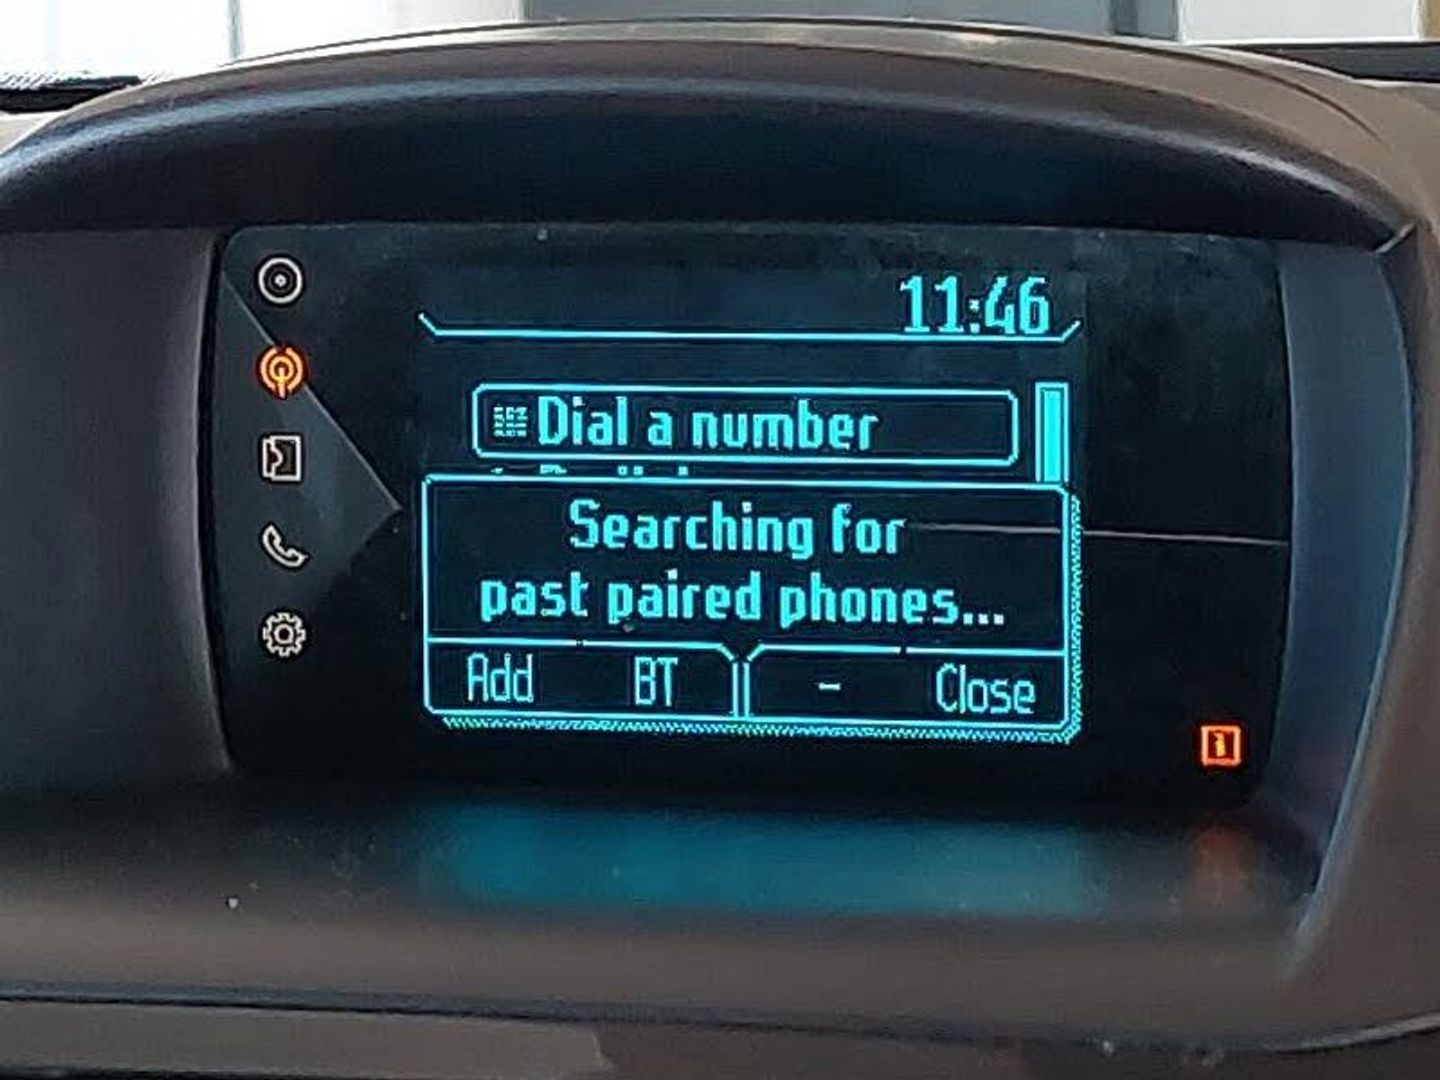 11:46
Dial a number
Searching for
past paired phones...
Add BT - Close